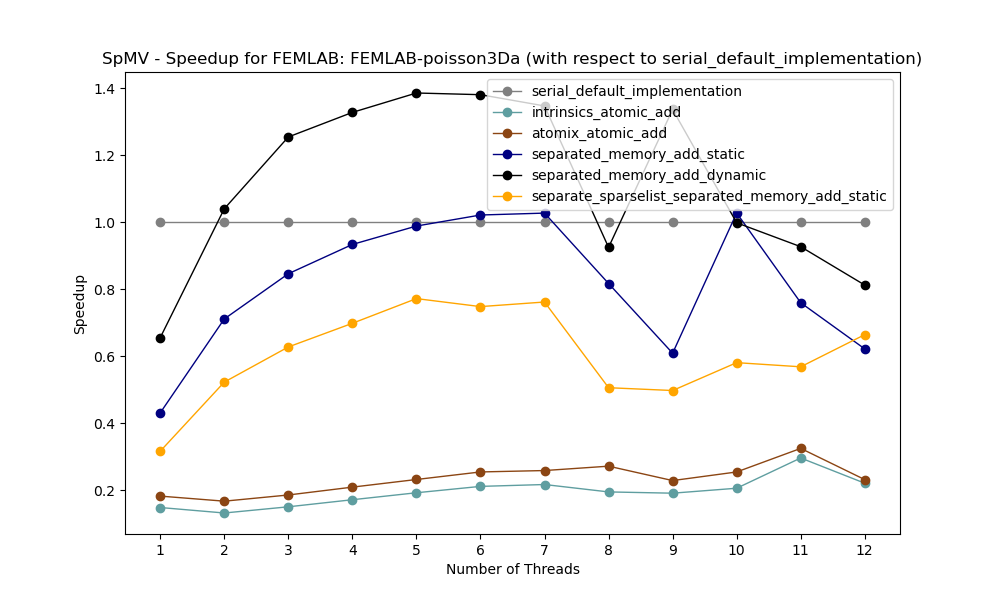 SpMV - Speedup for FEMLAB: FEMLAB-poisson3Da (with respect to serial_default_implementation)
serial_default_implementation
intrinsics_atomic_add
atomix_atomic_add
separated_memory_add_static
separated_memory_add_dynamic
separate_sparselist_separated_memory_add_static
1.4
1.2
1.0
0.8
0.6
0.4
0.2
Speedup
1 2 3 4 5 6 7 8 9 10 11 12
Number of Threads